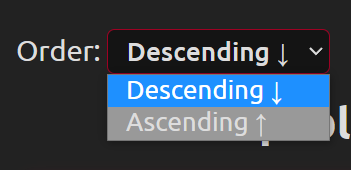 Order: Descending ↓
Descending ↓
Ascending ↑